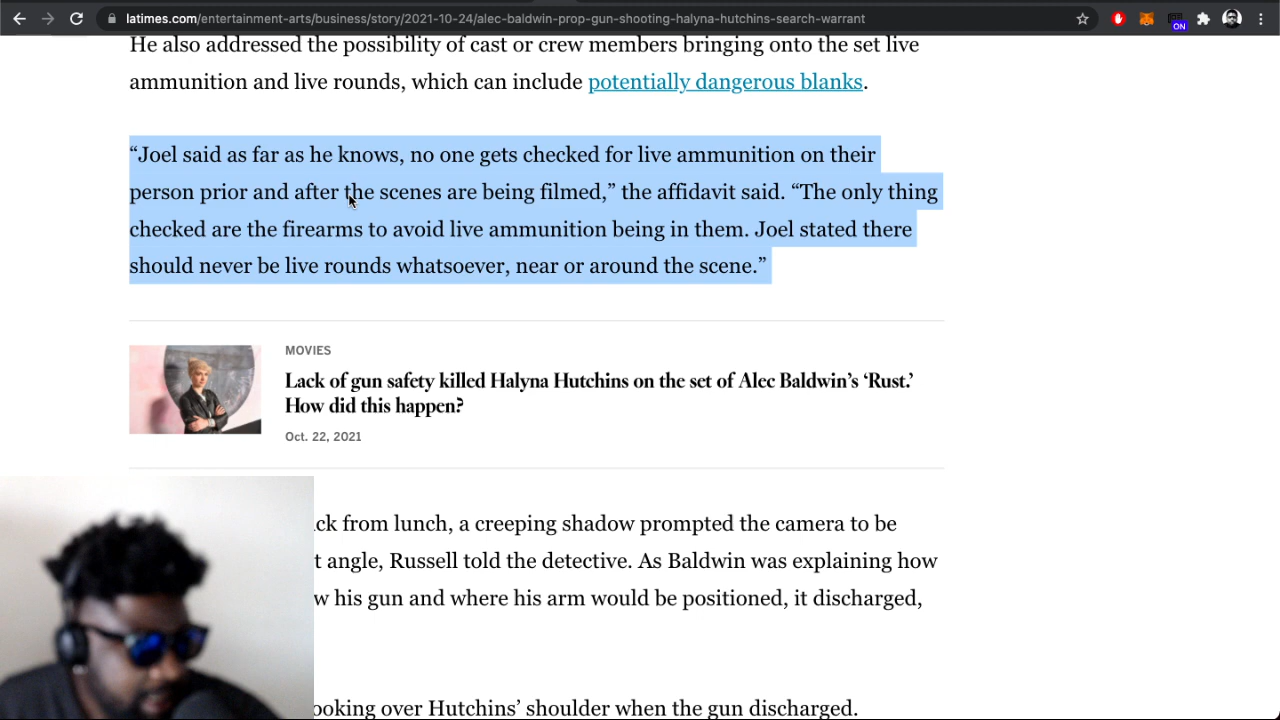 latimes.com/entertainment-arts/business/story/2021-10-24/alec-baldwin-prop-gun-shooting-halyna-hutchins-search-warrant
ON
He also addressed the possibility of cast or crew members bringing onto the set live
ammunition and live rounds, which can include potentially dangerous blanks.
“Joel said as far as he knows, no one gets checked for live ammunition on their
person prior and after the scenes are being filmed,” the affidavit said. “The only thing
checked are the firearms to avoid live ammunition being in them. Joel stated there
should never be live rounds whatsoever, near or around the scene.”
MOVIES
Lack of gun safety killed Halyna Hutchins on the set of Alec Baldwin’s ‘Rust.’
How did this happen?
Oct. 22, 2021
ck from lunch, a creeping shadow prompted the camera to be
t angle, Russell told the detective. As Baldwin was explaining how
w his gun and where his arm would be positioned, it discharged,
ooking over Hutchins’ shoulder when the gun discharged.